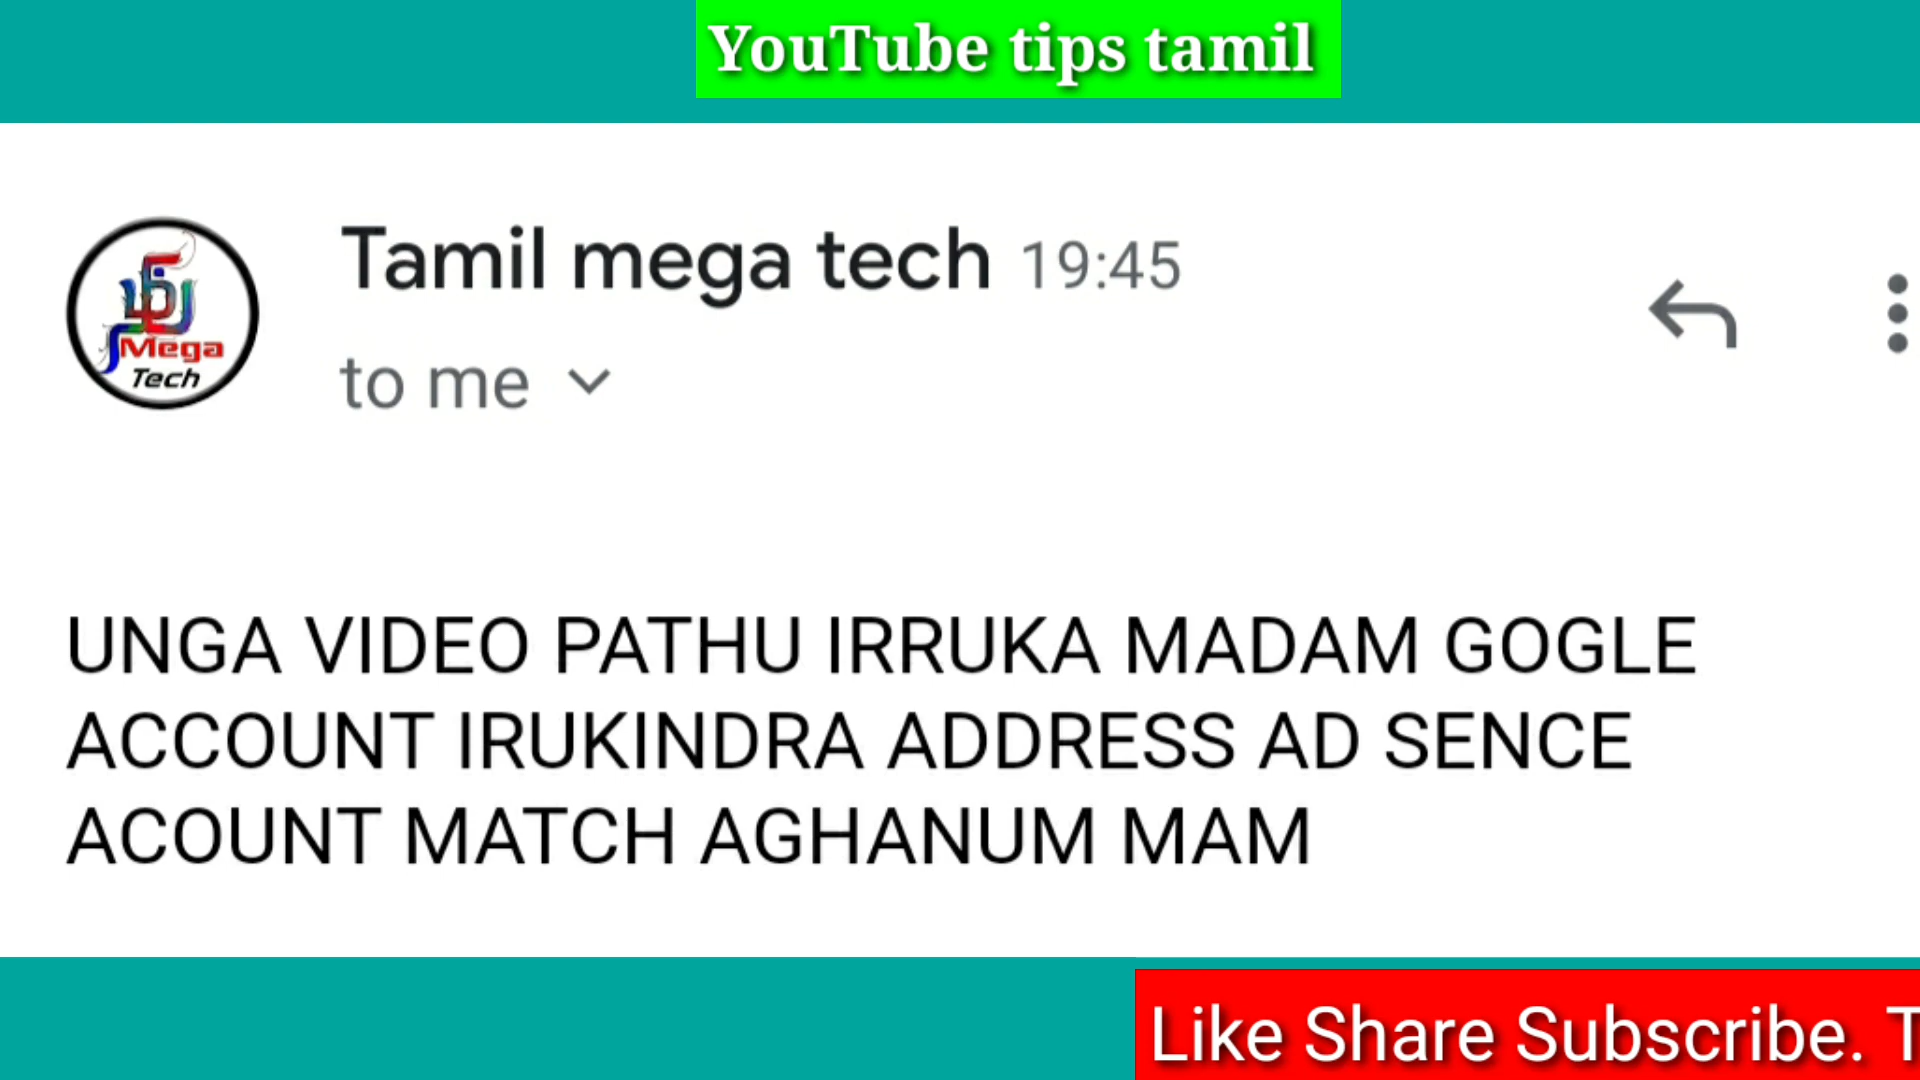 YouTube tips tamil
Tamil mega tech 19:45
Mega
Tech
to me
UNGA VIDEO PATHU IRRUKA MADAM GOGLE
ACCOUNT IRUKINDRA ADDRESS AD SENCE
ACOUNT MATCH AGHANUM MAM
Like Share Subscribe. T